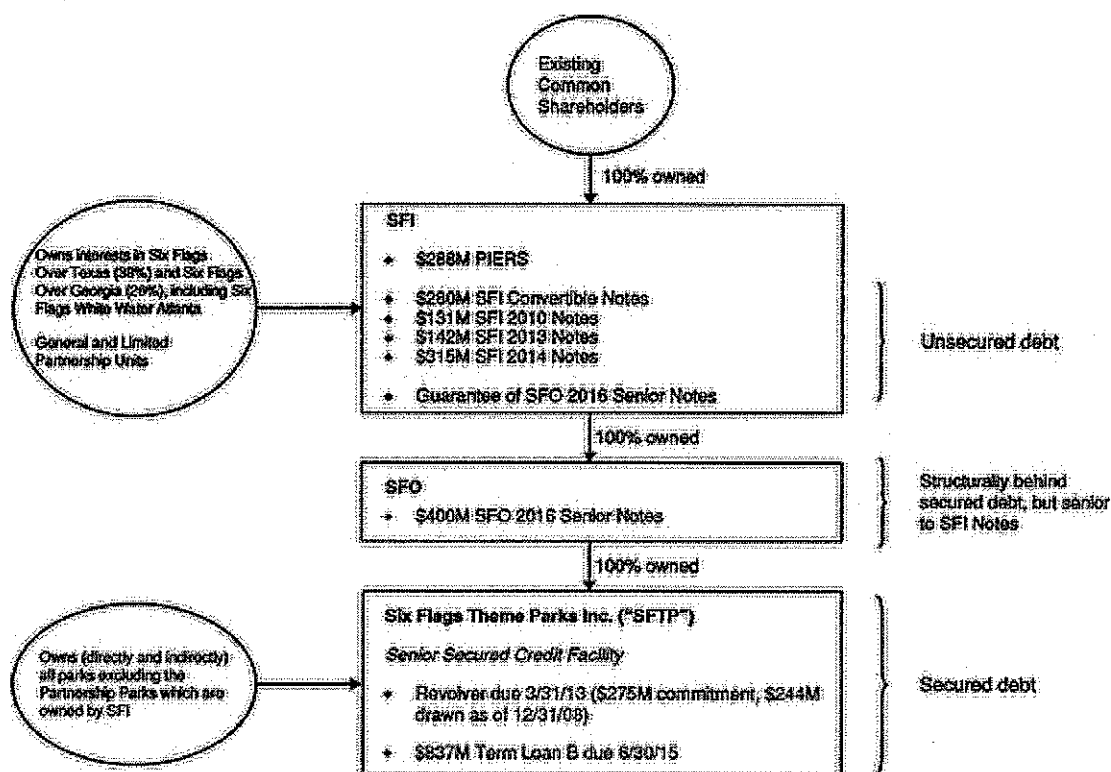 Existing
Common
Shareholders
100% owned
SFI
♦ $288M PIERS
♦ $280M SFI Convertible Notes
♦ $131M SFI 2010 Notes
♦ $142M SFI 2013 Notes
♦ $315M SFI 2014 Notes
♦ Guarantee of SFO 2016 Senior Notes
Owns interests in Six Flags
Over Texas and Six Flags
Over Georgia including Six
Flags White Water Atlanta
General and Limited
Partnership Units
Unsecured debt
100% owned
SFO
♦ $400M SFO 2016 Senior Notes
Structurally behind
secured debt, but senior
to SFI Notes
100% owned
Six Flags Theme Parks Inc. ("SFTP")
Senior Secured Credit Facility
♦ Revolver due 3/31/13 ($275M commitment, $244M
drawn as of 12/31/08)
♦ $837M Term Loan B due 6/30/15
Owns (directly and indirectly)
all parks excluding the
Partnership Parks which are
owned by SFI
Secured debt